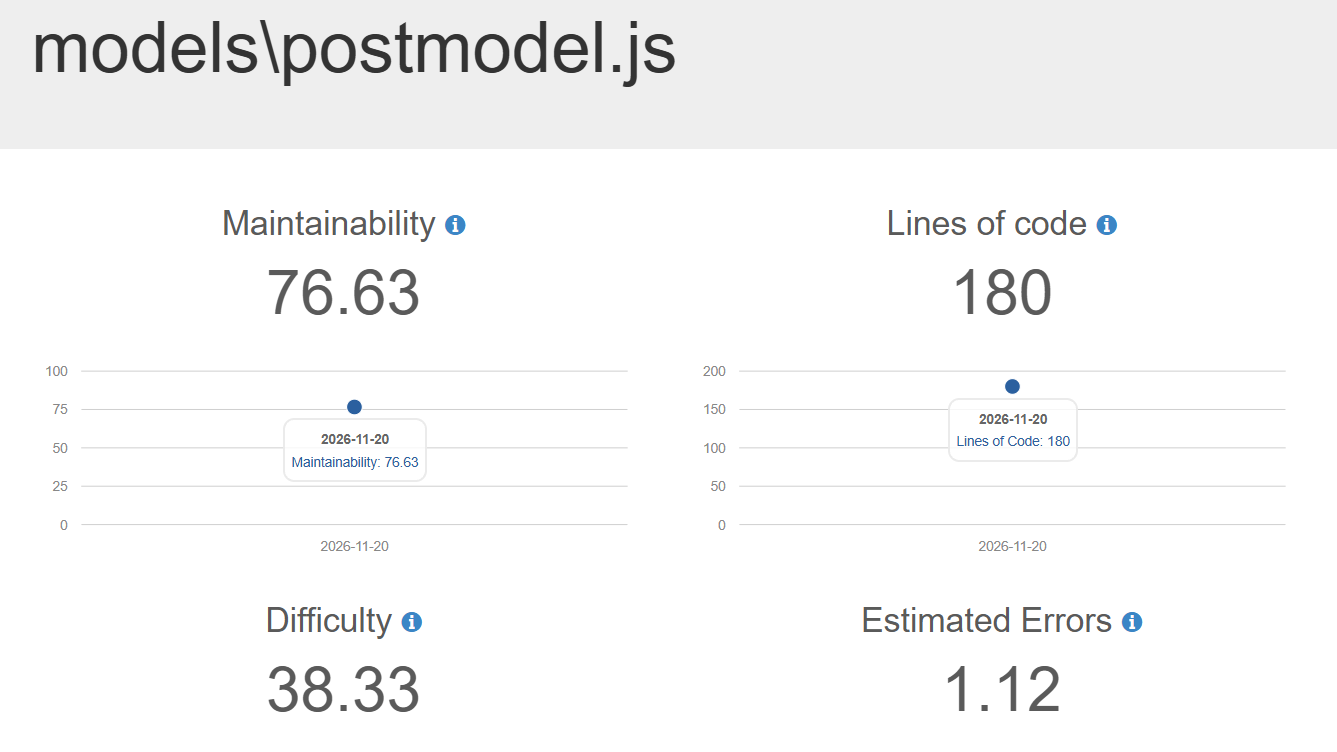 models\postmodel.js
Maintainability
76.63
100
75
50
25
0
2026-11-20
Maintainability: 76.63
2026-11-20
Lines of code
180
200
150
100
50
0
2026-11-20
Lines of Code: 180
2026-11-20
Difficulty
38.33
Estimated Errors
1.12